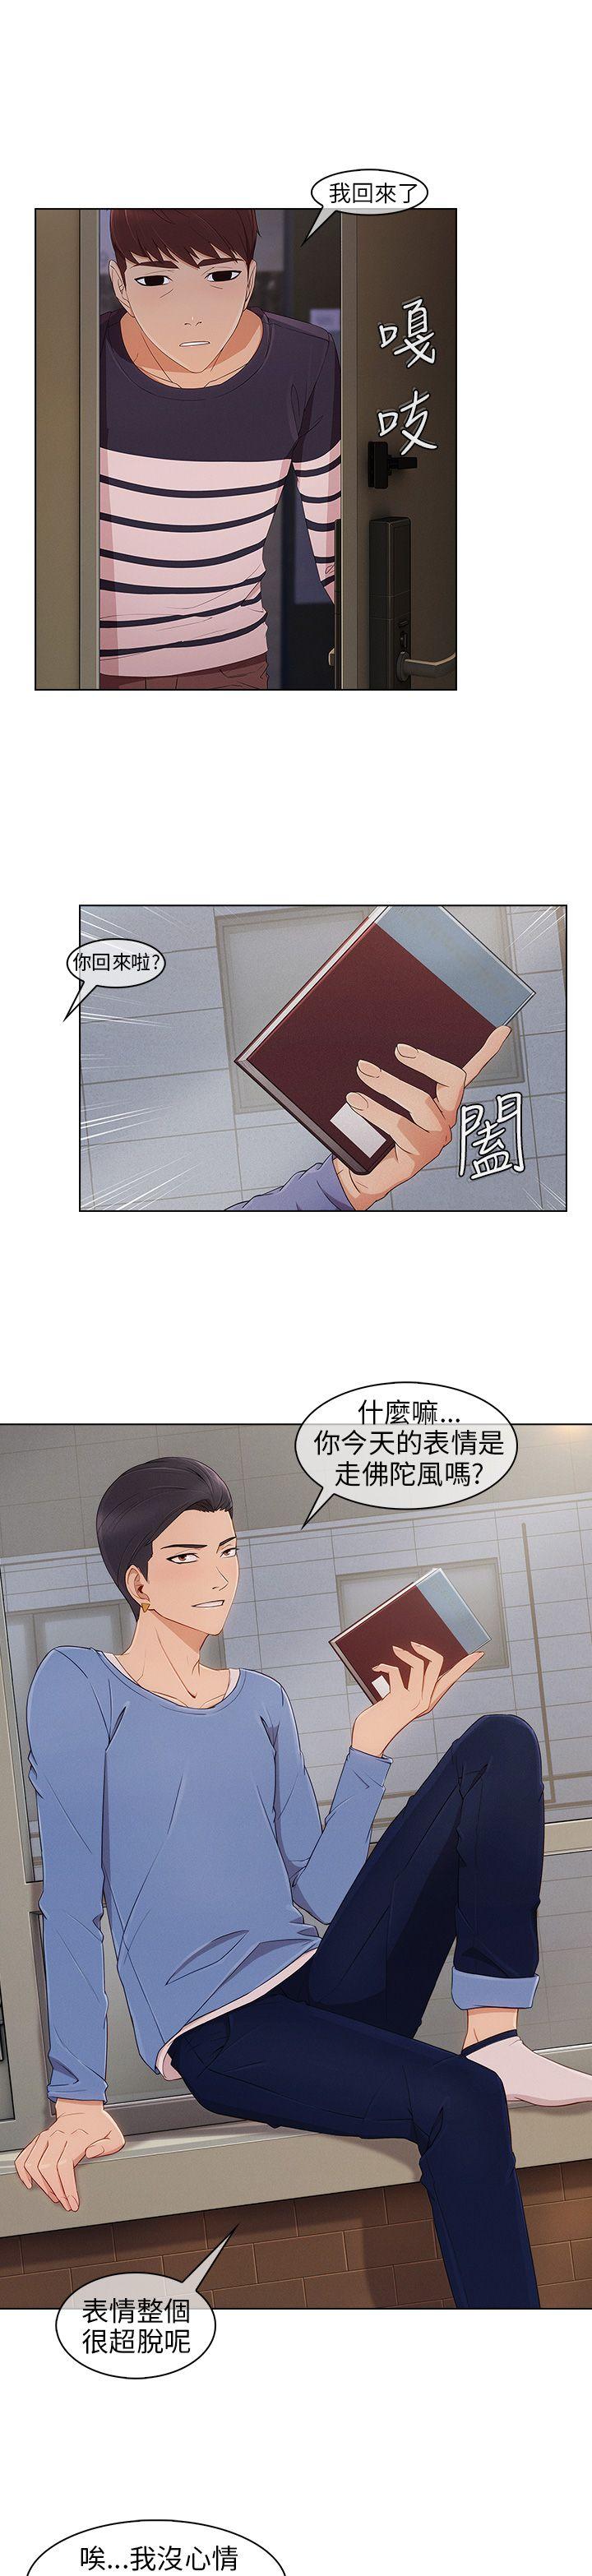 我回來了
嘎
吱
你回來啦?
闔
什麼嘛...
你今天的表情是
走佛陀風嗎?
表情整個
很超脫呢
唉...我沒心情